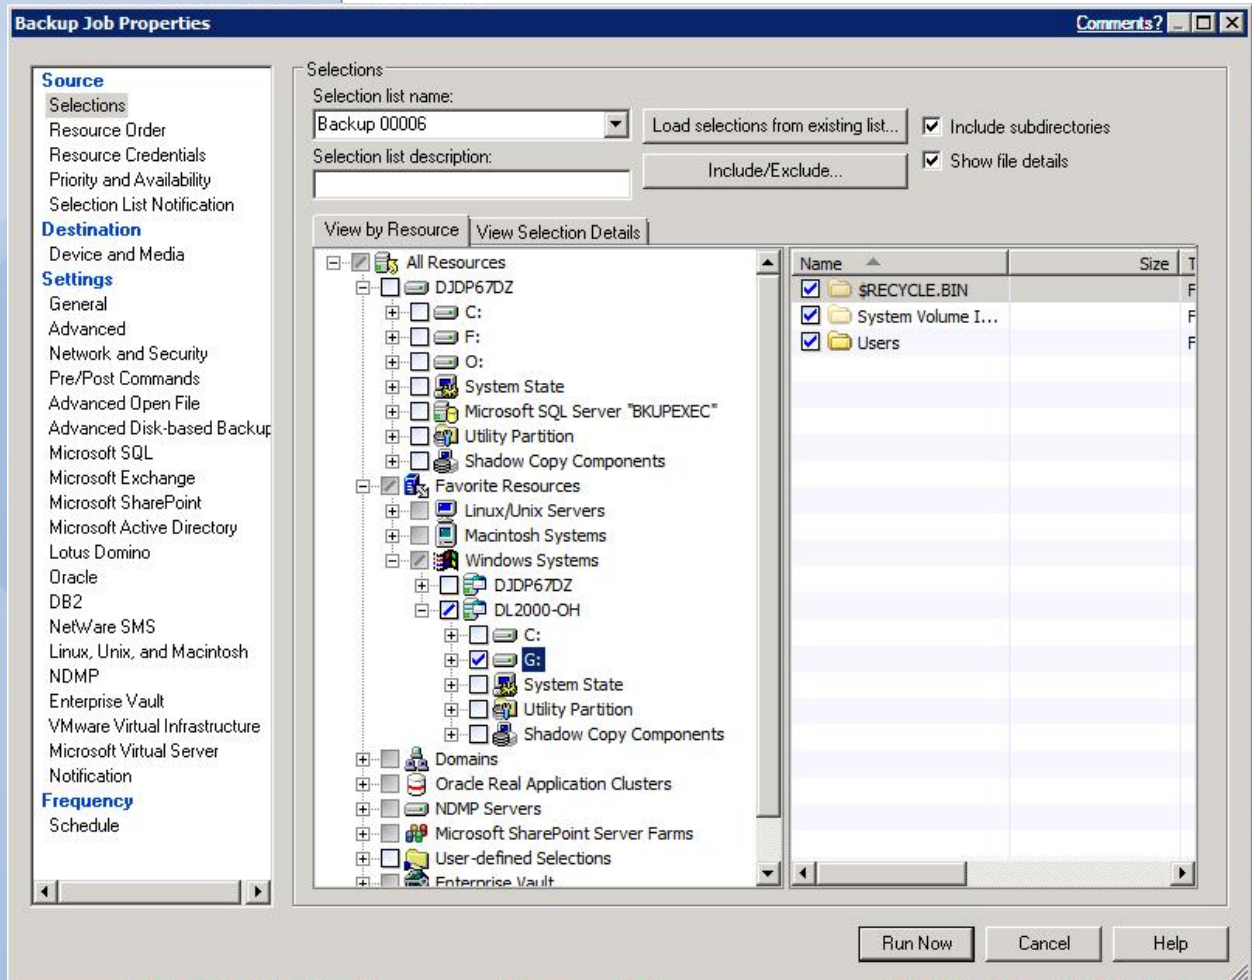 Backup Job Properties
Comments?
Source
Selections
Resource Order
Resource Credentials
Priority and Availability
Selection List Notification
Destination
Device and Media
Settings
General
Advanced
Network and Security
Pre/Post Commands
Advanced Open File
Advanced Disk-based Backup
Microsoft SQL
Microsoft Exchange
Microsoft SharePoint
Microsoft Active Directory
Lotus Domino
Oracle
DB2
NetWare SMS
Linux, Unix, and Macintosh
NDMP
Enterprise Vault
VMware Virtual Infrastructure
Microsoft Virtual Server
Notification
Frequency
Schedule
Selections
Selection list name:
Backup 00006
Load selections from existing list...
Include subdirectories
Selection list description:
Include/Exclude...
Show file details
View by Resource
View Selection Details
All Resources
DJDP67DZ
C:
F:
O:
System State
Microsoft SQL Server "BKUPEXEC"
Utility Partition
Shadow Copy Components
Favorite Resources
Linux/Unix Servers
Macintosh Systems
Windows Systems
DJDP67DZ
DL2000-OH
C:
G:
System State
Utility Partition
Shadow Copy Components
Domains
Oracle Real Application Clusters
NDMP Servers
Microsoft SharePoint Server Farms
User-defined Selections
Enterprise Vault
Name Size T
$RECYCLE.BIN F
System Volume I... F
Users F
Run Now
Cancel
Help